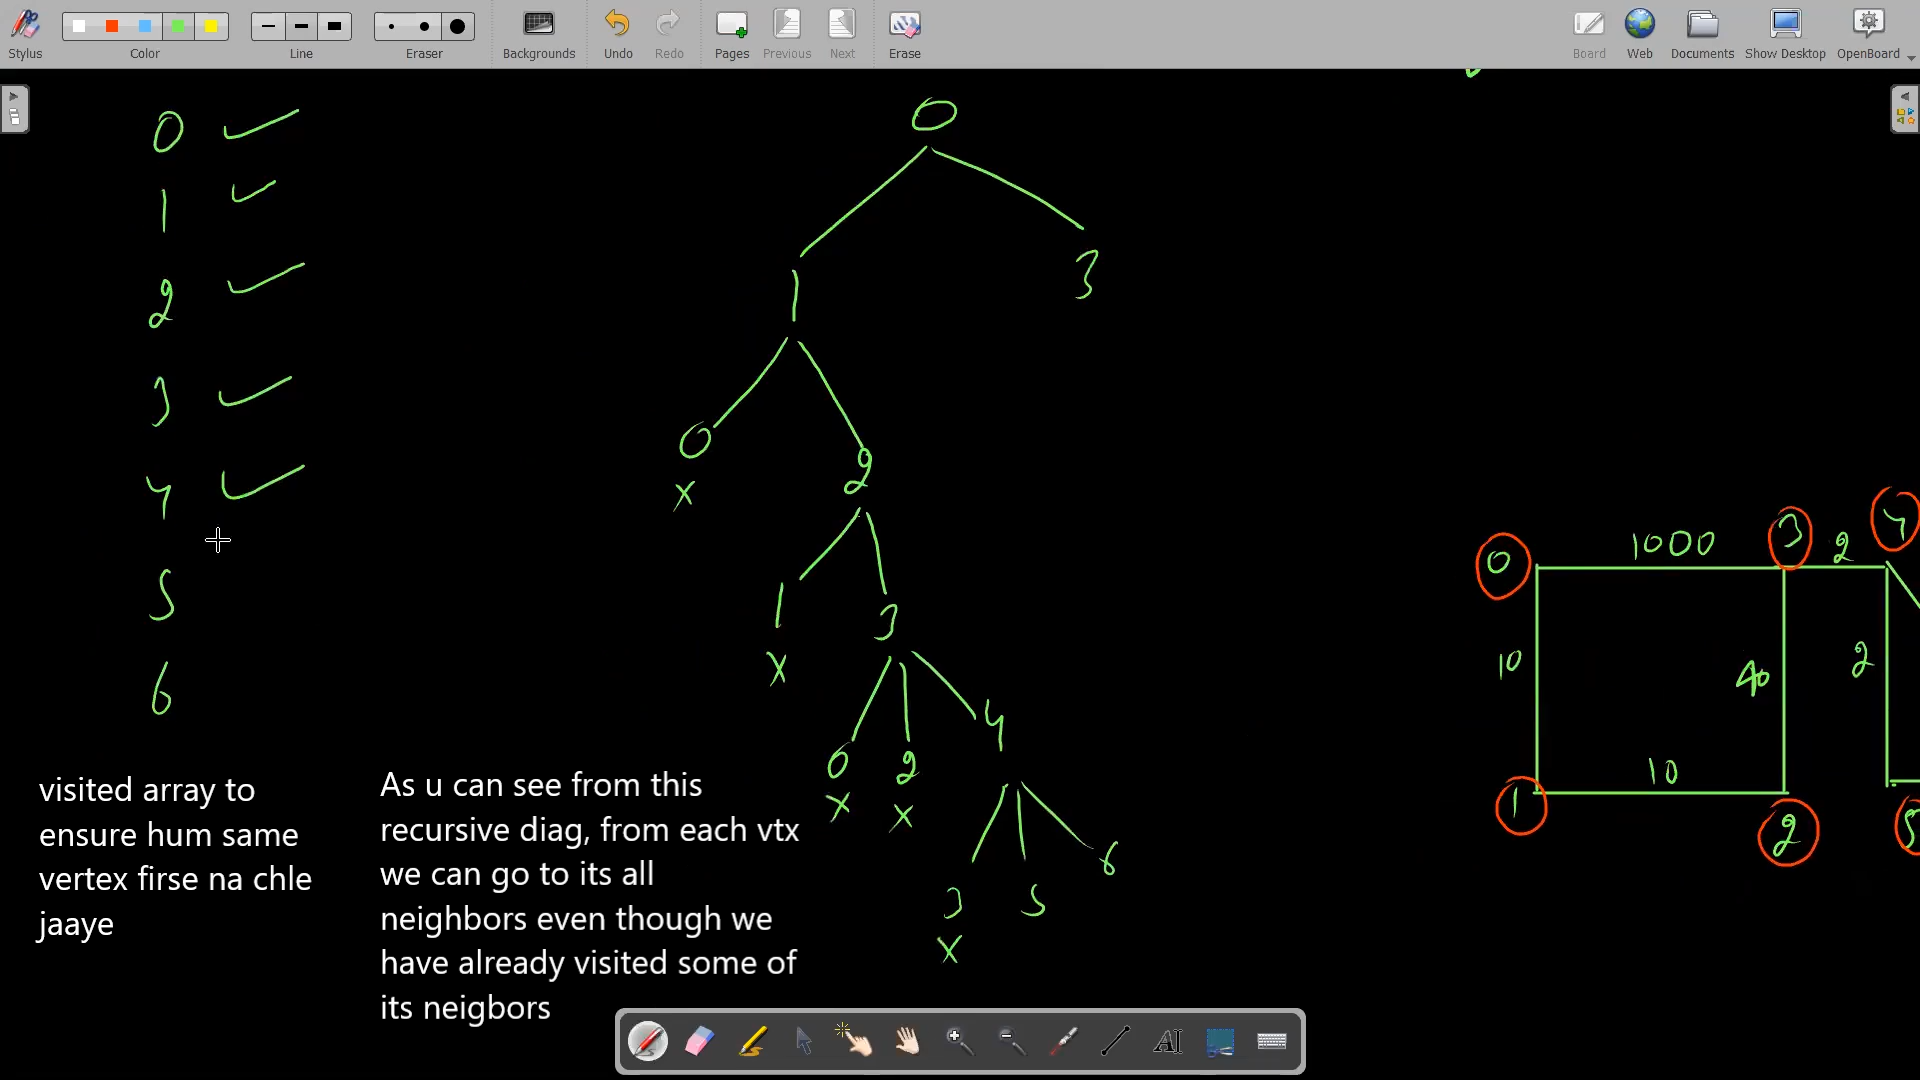 Stylus
Color
Line
Eraser
Backgrounds
Undo
Redo
Pages
Previous
Next
Erase
Board
Web
Documents
Show Desktop
OpenBoard
0
1
2
3
4
5
6
visited array to
ensure hum same
vertex firse na chle
jaaye
As u can see from this
recursive diag, from each vtx
we can go to its all
neighbors even though we
have already visited some of
its neigbors
0
1 3
0 2
x
1 3
x
0 2 4
x x
3 5 6
x
0 1000 3 2 4
10 40 2
10
1 2 5